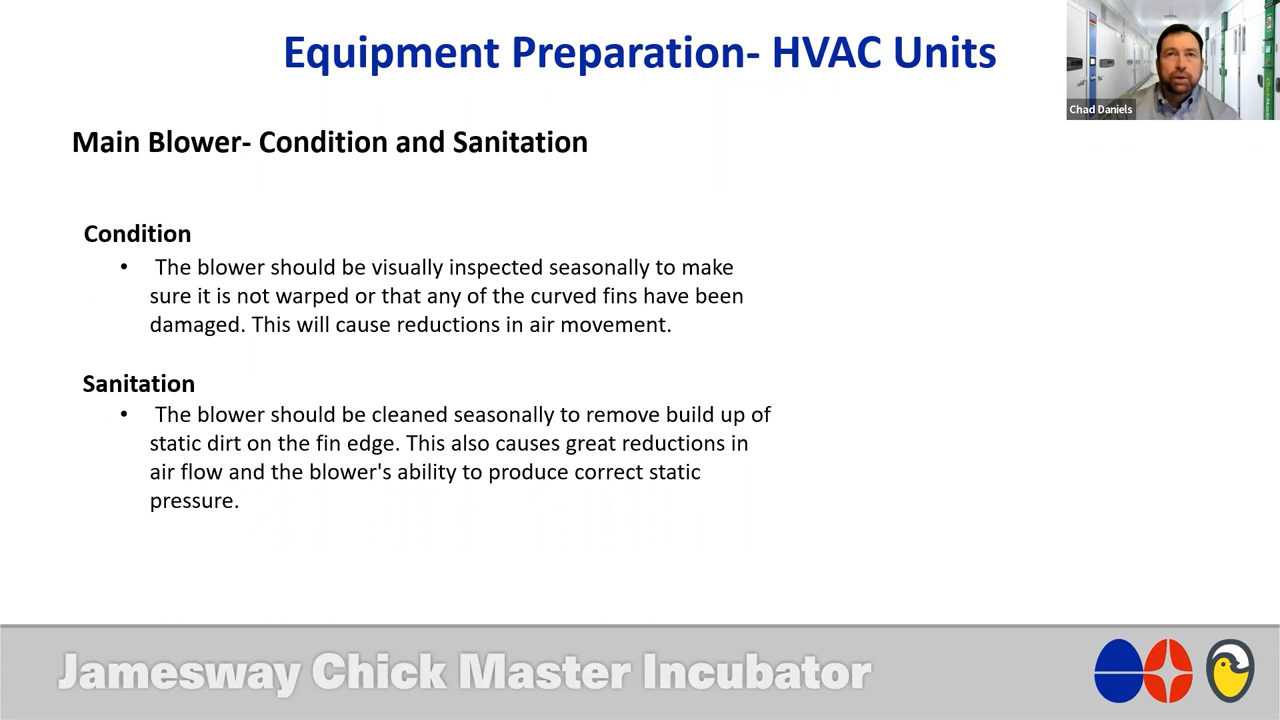 Equipment Preparation- HVAC Units
Chad Daniels
Main Blower- Condition and Sanitation
Condition
• The blower should be visually inspected seasonally to make
sure it is not warped or that any of the curved fins have been
damaged. This will cause reductions in air movement.
Sanitation
• The blower should be cleaned seasonally to remove build up of
static dirt on the fin edge. This also causes great reductions in
air flow and the blower's ability to produce correct static
pressure.
Jamesway Chick Master Incubator